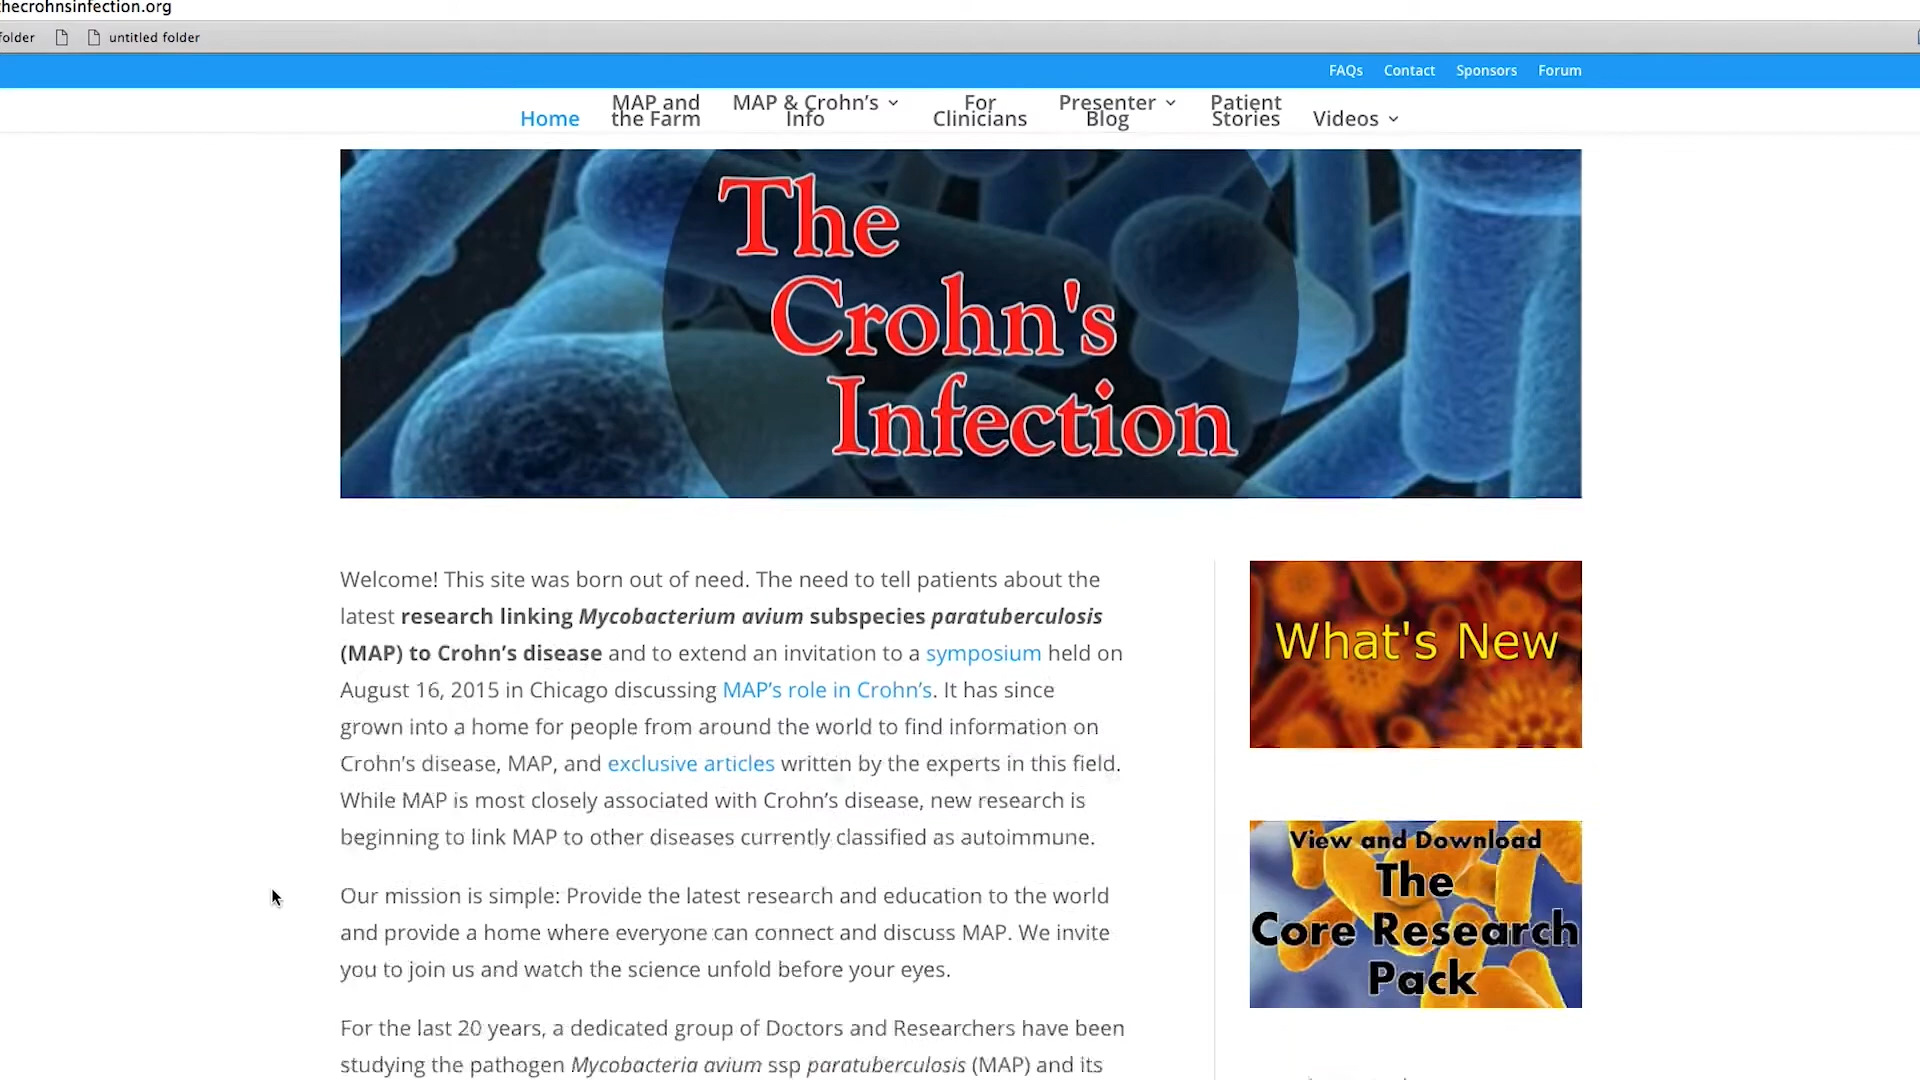 hecrohnsinfection.org
folder untitled folder
FAQs Contact Sponsors Forum
Home MAP and the Farm MAP & Crohn's Info For Clinicians Presenter Blog Patient Stories Videos
The
Crohn's
Infection
Welcome! This site was born out of need. The need to tell patients about the
latest research linking Mycobacterium avium subspecies paratuberculosis
(MAP) to Crohn’s disease and to extend an invitation to a symposium held on
August 16, 2015 in Chicago discussing MAP’s role in Crohn’s. It has since
grown into a home for people from around the world to find information on
Crohn’s disease, MAP, and exclusive articles written by the experts in this field.
While MAP is most closely associated with Crohn’s disease, new research is
beginning to link MAP to other diseases currently classified as autoimmune.
Our mission is simple: Provide the latest research and education to the world
and provide a home where everyone can connect and discuss MAP. We invite
you to join us and watch the science unfold before your eyes.
For the last 20 years, a dedicated group of Doctors and Researchers have been
studying the pathogen Mycobacteria avium ssp paratuberculosis (MAP) and its
What's New
View and Download
The
Core Research
Pack